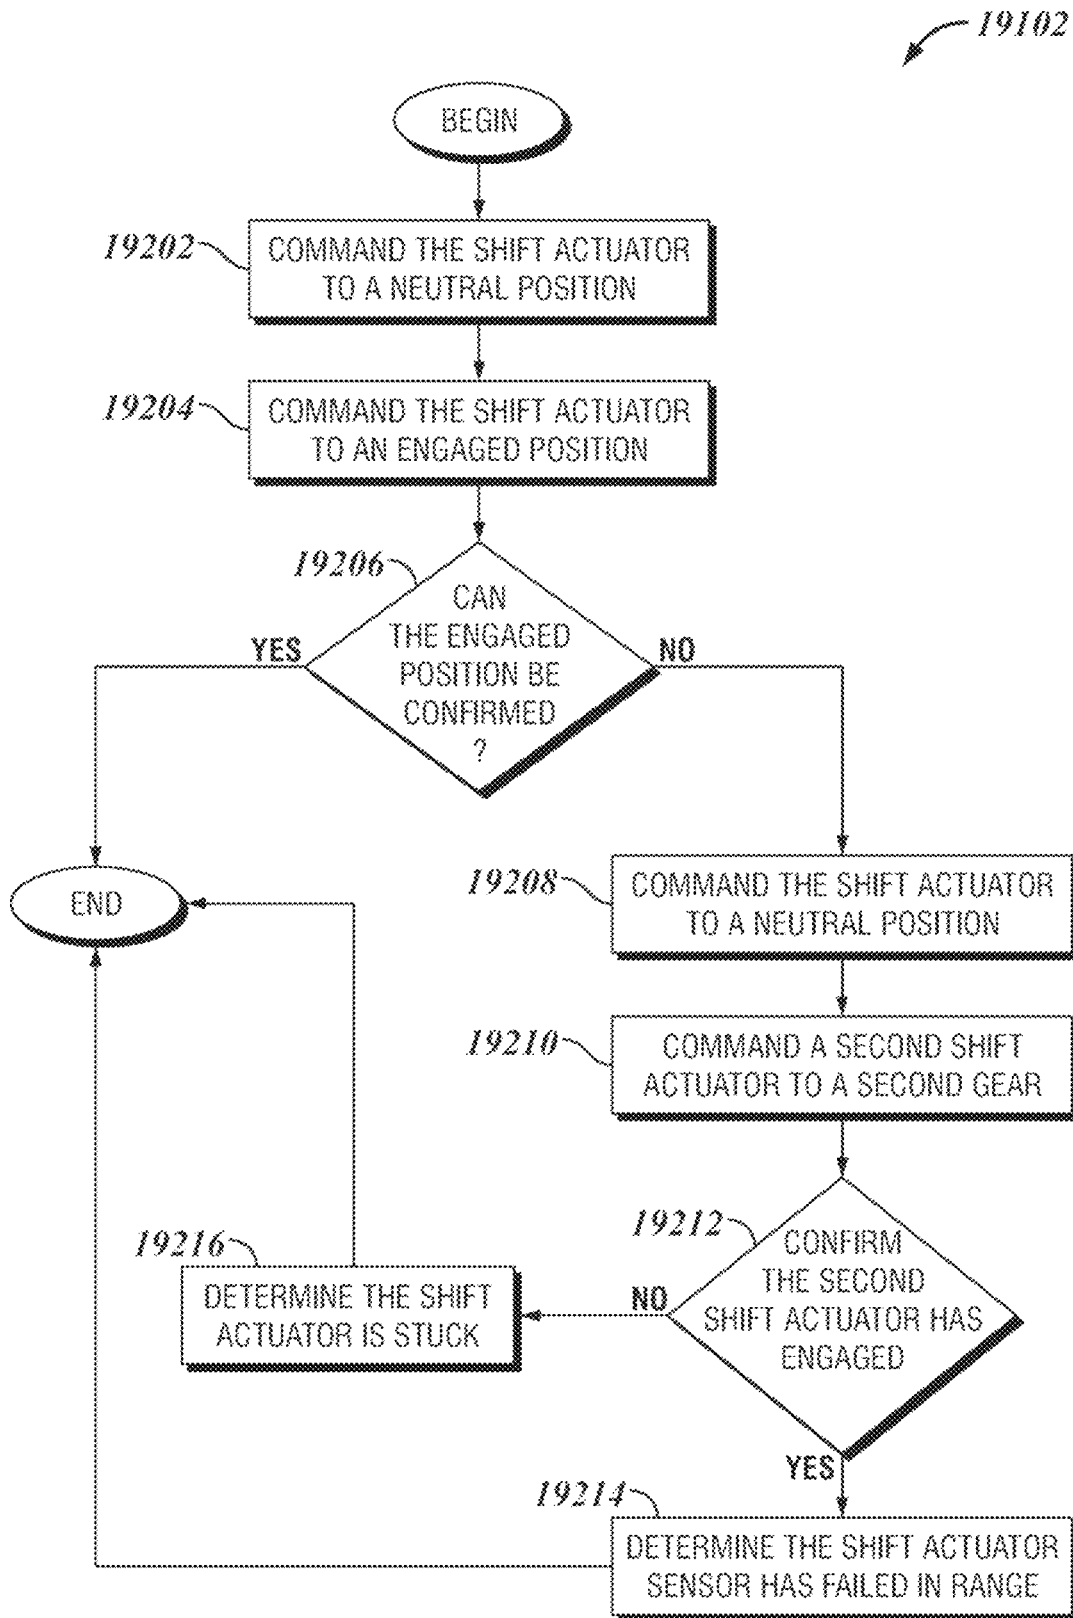 19102
BEGIN
19202
COMMAND THE SHIFT ACTUATOR
TO A NEUTRAL POSITION
19204
COMMAND THE SHIFT ACTUATOR
TO AN ENGAGED POSITION
19206
CAN
THE ENGAGED
POSITION BE
CONFIRMED
?
YES
NO
END
19208
COMMAND THE SHIFT ACTUATOR
TO A NEUTRAL POSITION
19210
COMMAND A SECOND SHIFT
ACTUATOR TO A SECOND GEAR
19212
CONFIRM
THE SECOND
SHIFT ACTUATOR HAS
ENGAGED
NO
19216
DETERMINE THE SHIFT
ACTUATOR IS STUCK
YES
19214
DETERMINE THE SHIFT ACTUATOR
SENSOR HAS FAILED IN RANGE